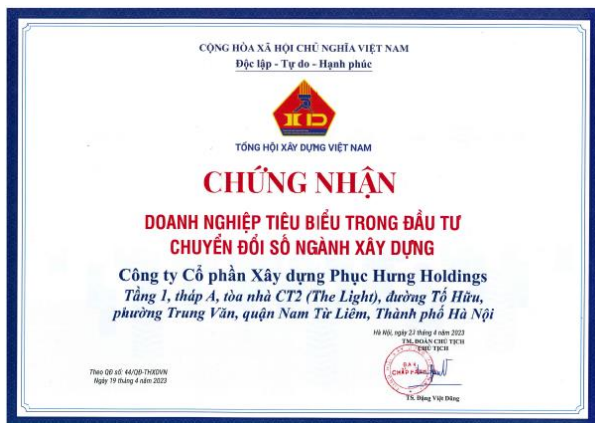 CỘNG HÒA XÃ HỘI CHỦ NGHĨA VIỆT NAM
Độc lập - Tự do - Hạnh phúc
XD
TỔNG HỘI XÂY DỰNG VIỆT NAM
CHỨNG NHẬN
DOANH NGHIỆP TIÊU BIỂU TRONG ĐẦU TƯ
CHUYỂN ĐỔI SỐ NGÀNH XÂY DỰNG
Công ty Cổ phần Xây dựng Phục Hưng Holdings
Tầng 1, tháp A, tòa nhà CT2 (The Light), đường Tố Hữu,
phường Trung Văn, quận Nam Từ Liêm, Thành phố Hà Nội
Hà Nội, ngày 27 tháng 4 năm 2023
TM. ĐOÀN CHỦ TỊCH
CHỦ TỊCH
Theo QĐ số: 44/QĐ-THXDVN
Ngày 19 tháng 4 năm 2023
TS. Đặng Việt Dũng